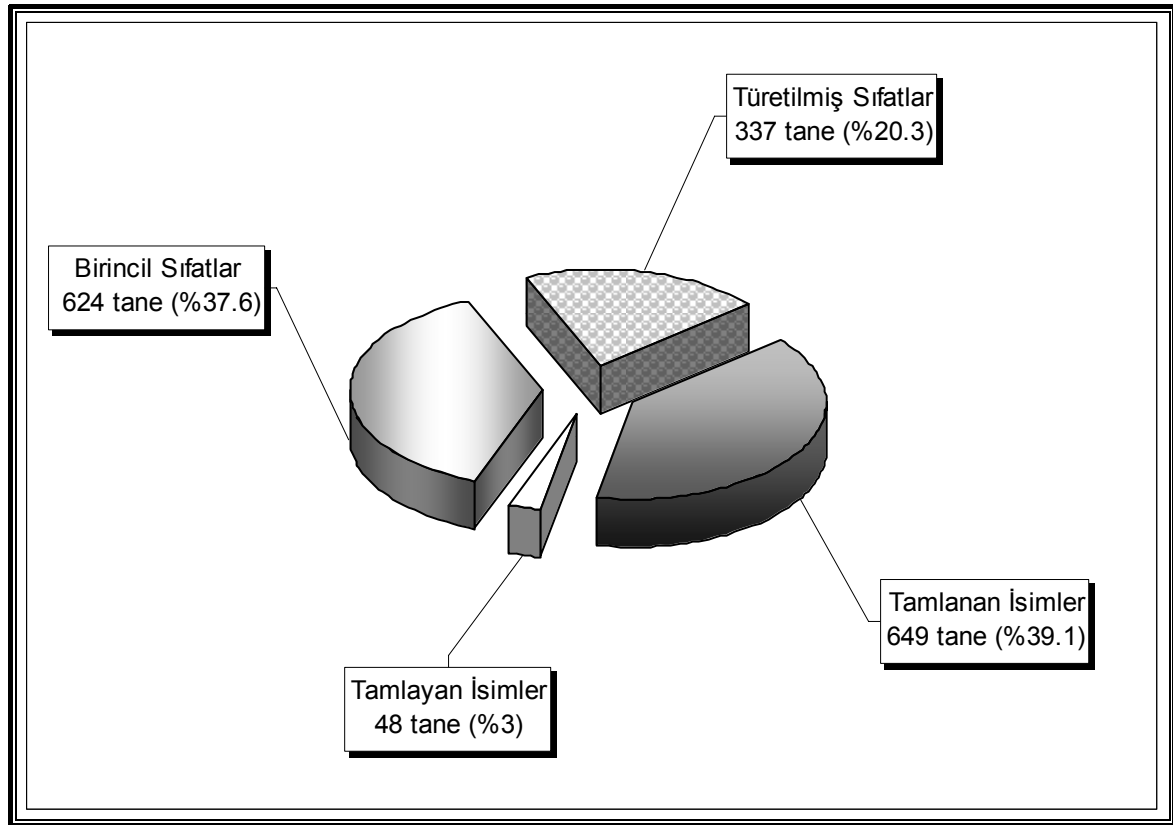 Türetilmiş Sıfatlar
337 tane (%20.3)
Birincil Sıfatlar
624 tane (%37.6)
Tamlanan İsimler
649 tane (%39.1)
Tamlayan İsimler
48 tane (%3)